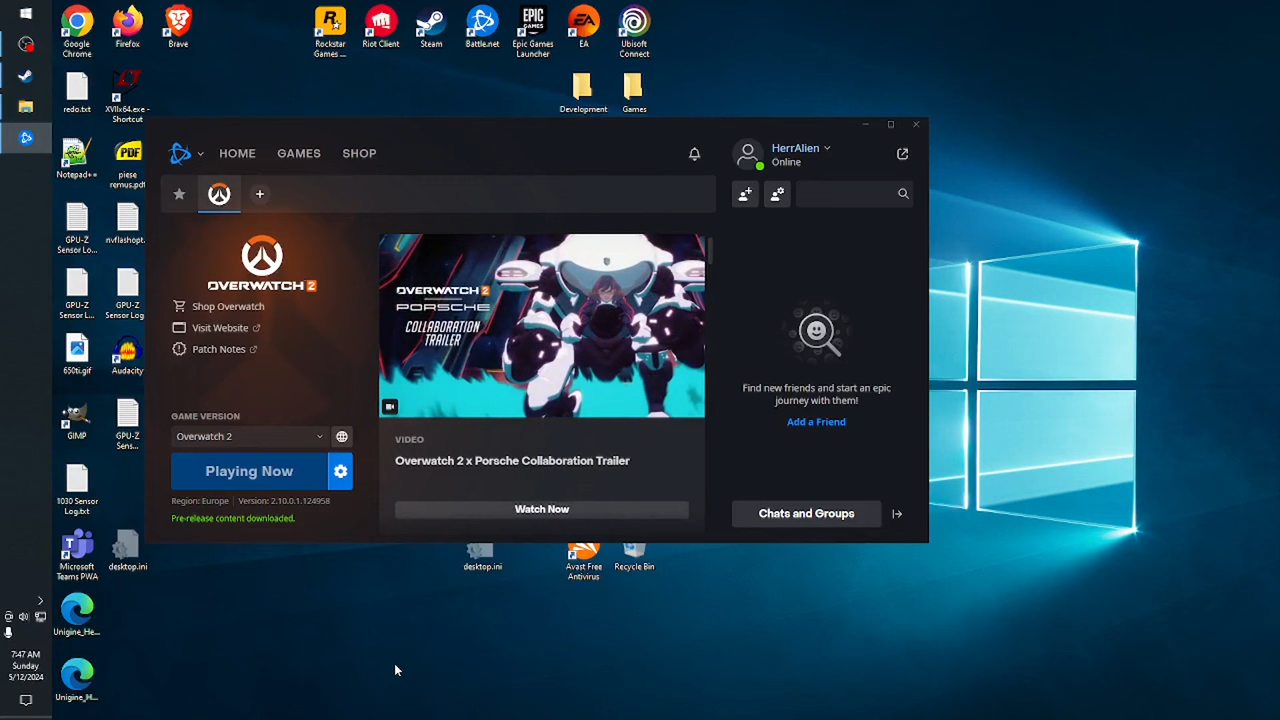 Google
Chrome
Firefox
Brave
Rockstar
Games ...
Riot Client
Steam
Battle.net
Epic Games
Launcher
EA
Ubisoft
Connect
redo.txt
XVIIx64.exe -
Shortcut
Development
Games
Notepad++
PDF
piese
remus.pdf
GPU-Z
Sensor Lo...
nvflashopt...
GPU-Z
Sensor L...
GPU-Z
Sensor Log...
650ti.gif
Audacity
GIMP
GPU-Z
Sens...
1030 Sensor
Log.txt
Microsoft
Teams PWA
desktop.ini
desktop.ini
Avast Free
Antivirus
Recycle Bin
Unigine_He...
Unigine_H...
HOME
GAMES
SHOP
HerrAlien
Online
OVERWATCH 2
Shop Overwatch
Visit Website
Patch Notes
GAME VERSION
Overwatch 2
Playing Now
Region: Europe | Version: 2.10.0.1.124958
Pre-release content downloaded.
OVERWATCH 2
PORSCHE
COLLABORATION
TRAILER
VIDEO
Overwatch 2 x Porsche Collaboration Trailer
Watch Now
Find new friends and start an epic
journey with them!
Add a Friend
Chats and Groups
7:47 AM
Sunday
5/12/2024